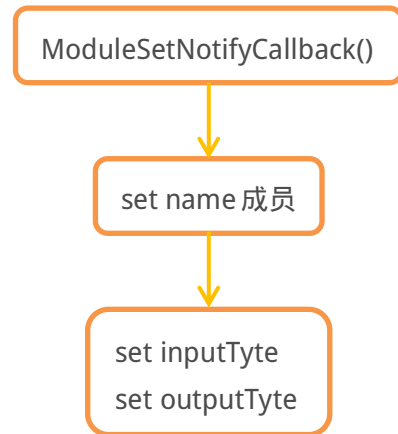 ModuleSetNotifyCallback()
set name 成员
set inputTyte
set outputTyte